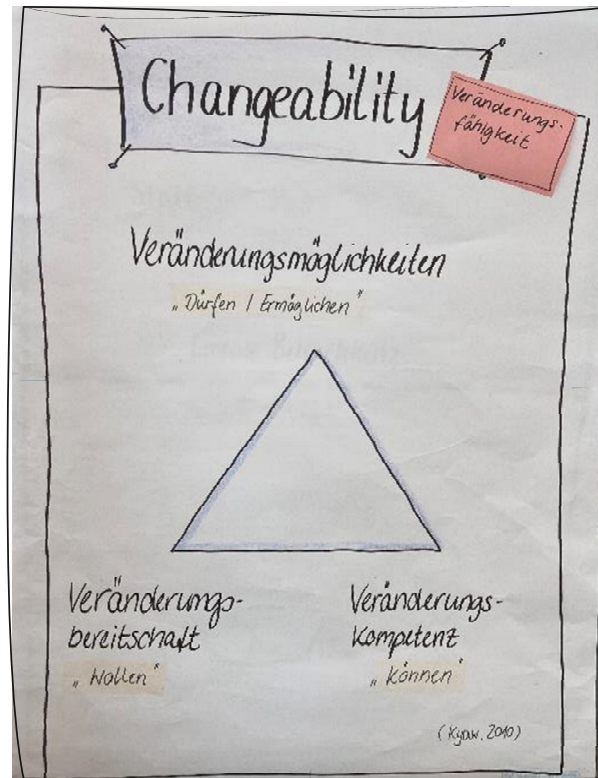 Changeability
Veränderungs-
fähigkeit
Veränderungsmöglichkeiten
„Dürfen / Ermöglichen"
Veränderungs-
bereitschaft
„Wollen"
Veränderungs-
kompetenz
„können"
(Kyaw, 2010)